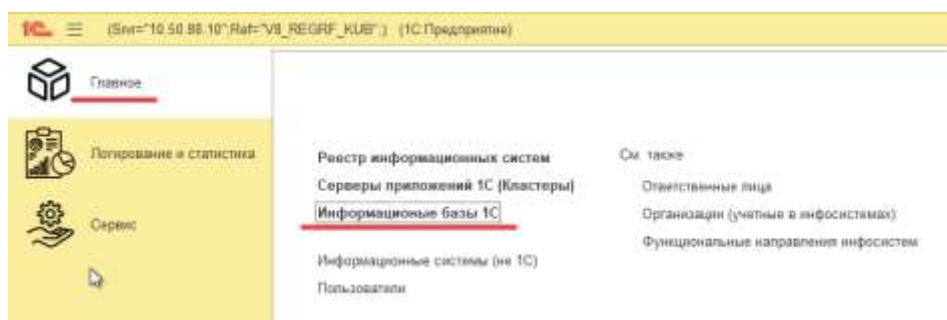 1С (Srvr="10.50.88.10";Ref="V8_REGRF_KUB";) (1С:Предприятие)
Главное
Логирование и статистика
Сервис
Реестр информационных систем
Серверы приложений 1С (Кластеры)
Информационые базы 1С
Информационные системы (не 1С)
Пользователи
См. также
Ответственные лица
Организации (учетные в инфосистемах)
Функциональные направления инфосистем